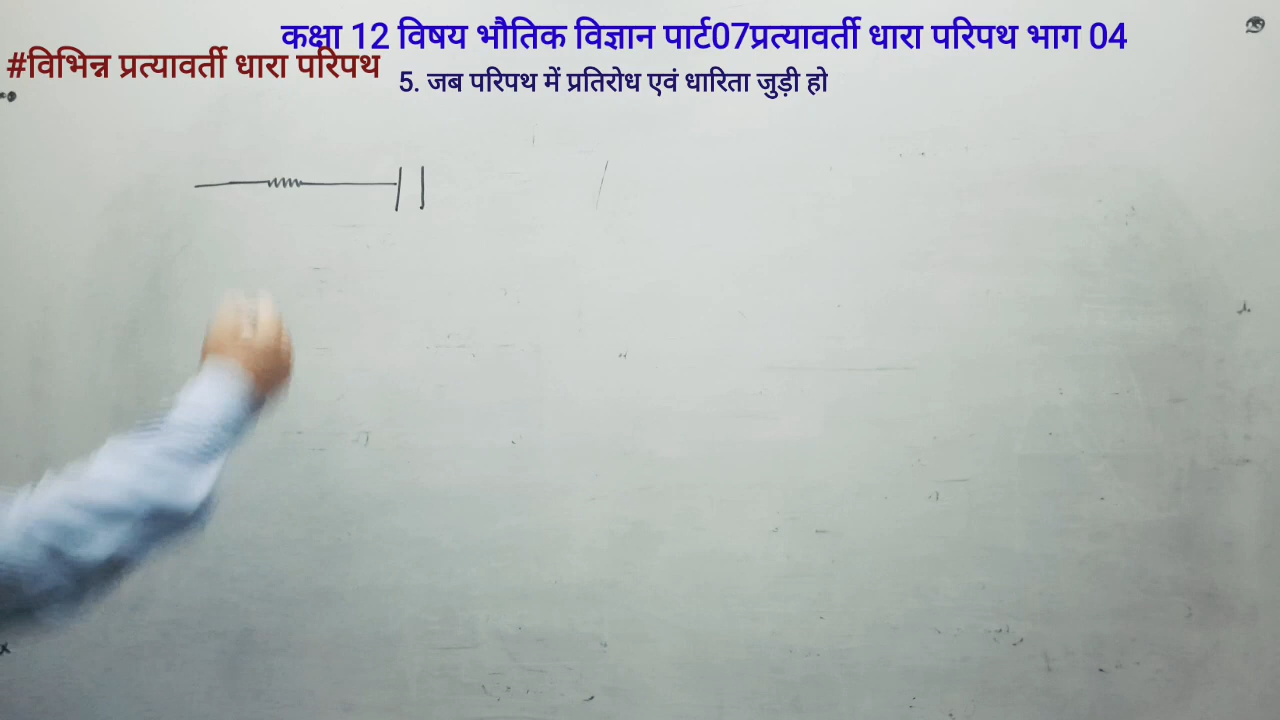 कक्षा 12 विषय भौतिक विज्ञान पार्ट07प्रत्यावर्ती धारा परिपथ भाग 04
#विभिन्न प्रत्यावर्ती धारा परिपथ
5. जब परिपथ में प्रतिरोध एवं धारिता जुड़ी हो